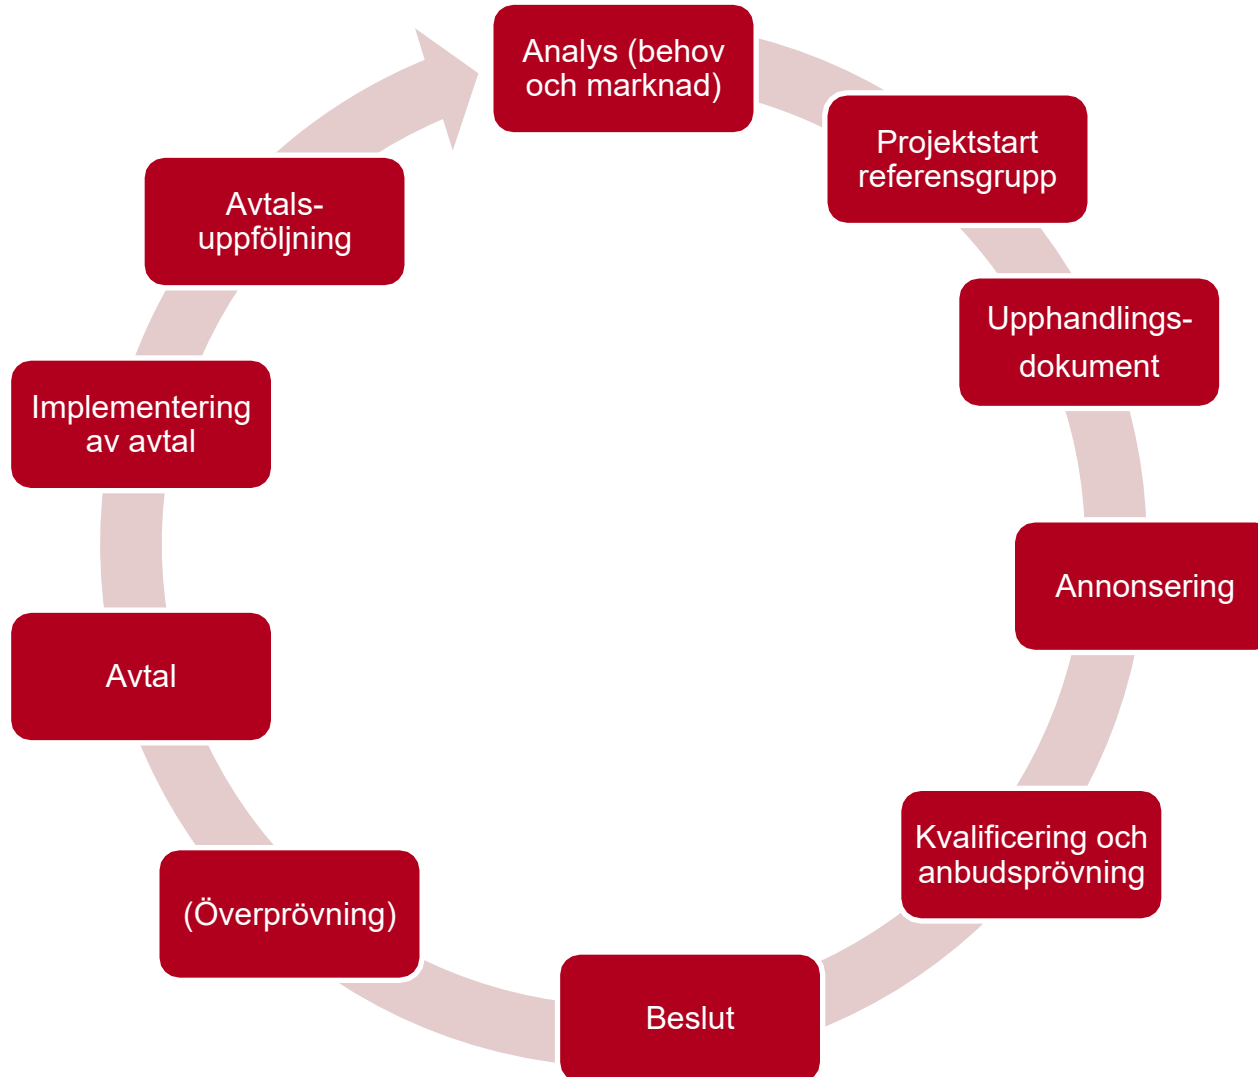 Analys (behov
och marknad)
Projektstart
referensgrupp
Upphandlings-
dokument
Annonsering
Kvalificering och
anbudsprövning
Beslut
(Överprövning)
Avtal
Implementering
av avtal
Avtals-
uppföljning